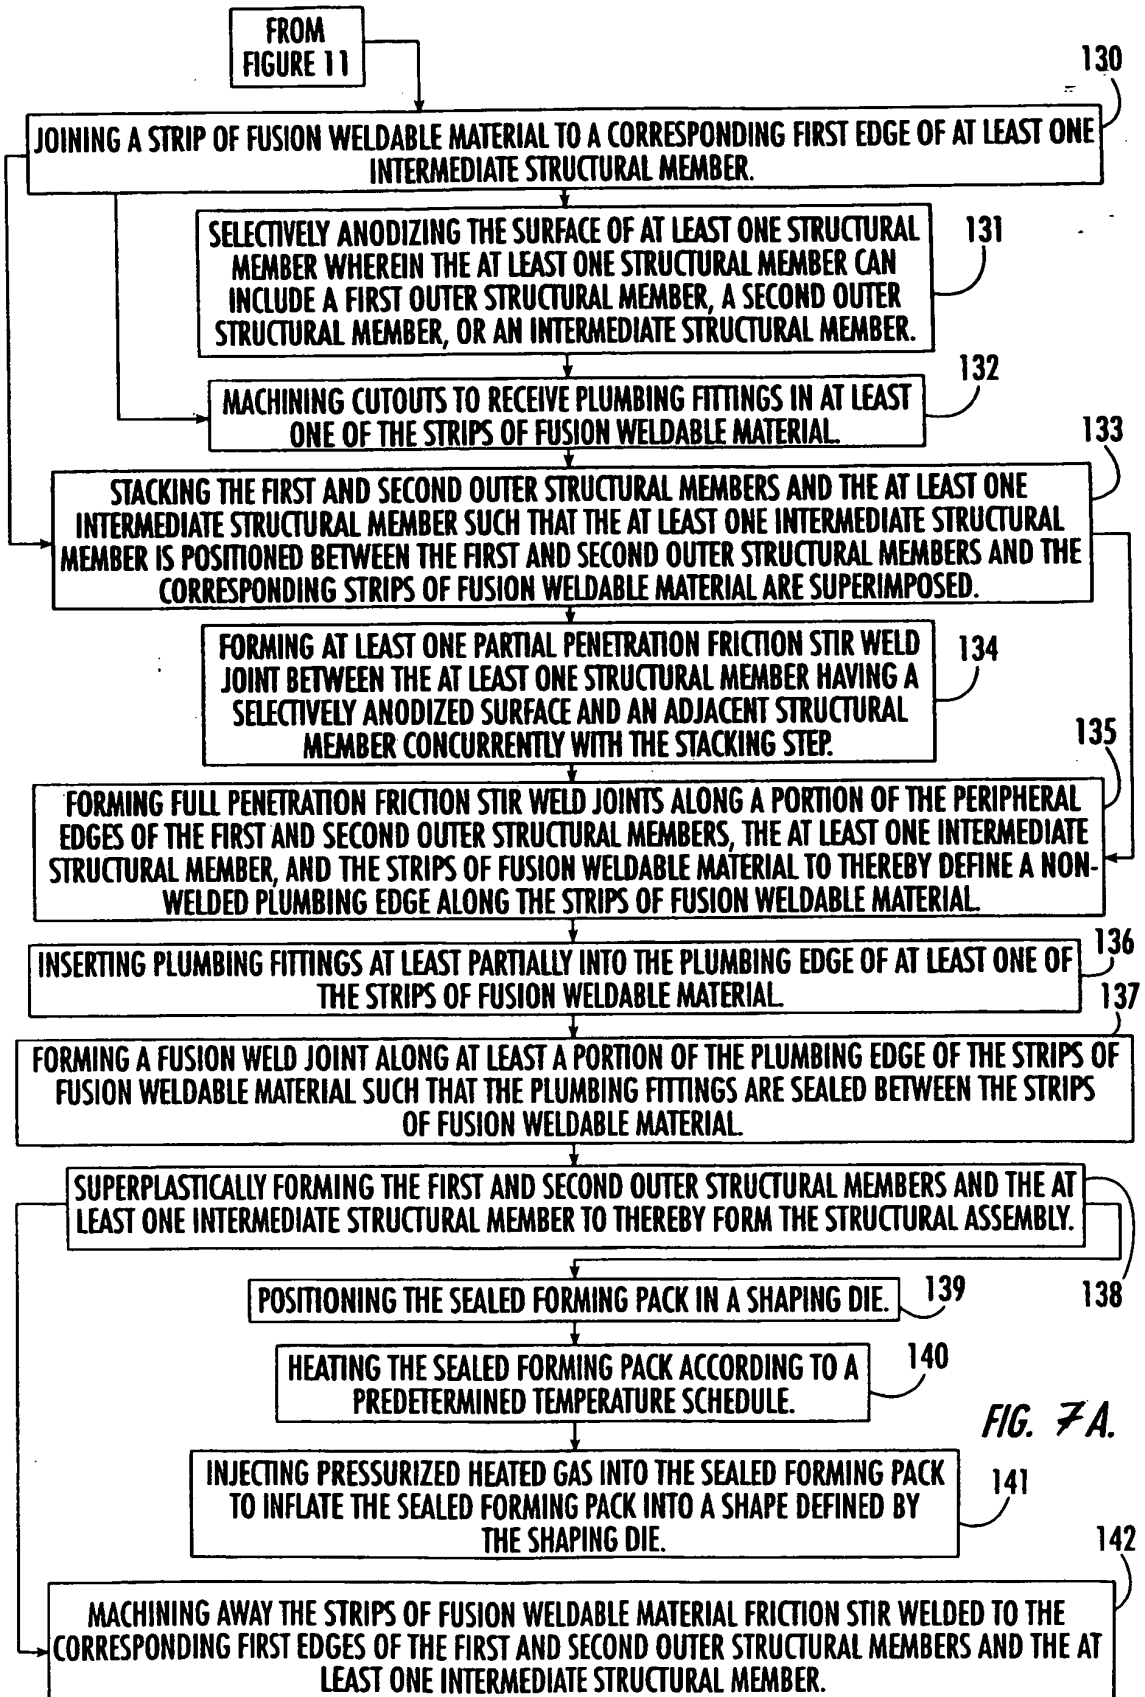 FROM
FIGURE 11
130
JOINING A STRIP OF FUSION WELDABLE MATERIAL TO A CORRESPONDING FIRST EDGE OF AT LEAST ONE
INTERMEDIATE STRUCTURAL MEMBER.
SELECTIVELY ANODIZING THE SURFACE OF AT LEAST ONE STRUCTURAL
MEMBER WHEREIN THE AT LEAST ONE STRUCTURAL MEMBER CAN
INCLUDE A FIRST OUTER STRUCTURAL MEMBER, A SECOND OUTER
STRUCTURAL MEMBER, OR AN INTERMEDIATE STRUCTURAL MEMBER.
131
MACHINING CUTOUTS TO RECEIVE PLUMBING FITTINGS IN AT LEAST
ONE OF THE STRIPS OF FUSION WELDABLE MATERIAL.
132
133
STACKING THE FIRST AND SECOND OUTER STRUCTURAL MEMBERS AND THE AT LEAST ONE
INTERMEDIATE STRUCTURAL MEMBER SUCH THAT THE AT LEAST ONE INTERMEDIATE STRUCTURAL
MEMBER IS POSITIONED BETWEEN THE FIRST AND SECOND OUTER STRUCTURAL MEMBERS AND THE
CORRESPONDING STRIPS OF FUSION WELDABLE MATERIAL ARE SUPERIMPOSED.
FORMING AT LEAST ONE PARTIAL PENETRATION FRICTION STIR WELD
JOINT BETWEEN THE AT LEAST ONE STRUCTURAL MEMBER HAVING A
SELECTIVELY ANODIZED SURFACE AND AN ADJACENT STRUCTURAL
MEMBER CONCURRENTLY WITH THE STACKING STEP.
134
135
FORMING FULL PENETRATION FRICTION STIR WELD JOINTS ALONG A PORTION OF THE PERIPHERAL
EDGES OF THE FIRST AND SECOND OUTER STRUCTURAL MEMBERS, THE AT LEAST ONE INTERMEDIATE
STRUCTURAL MEMBER, AND THE STRIPS OF FUSION WELDABLE MATERIAL TO THEREBY DEFINE A NON-
WELDED PLUMBING EDGE ALONG THE STRIPS OF FUSION WELDABLE MATERIAL.
136
INSERTING PLUMBING FITTINGS AT LEAST PARTIALLY INTO THE PLUMBING EDGE OF AT LEAST ONE OF
THE STRIPS OF FUSION WELDABLE MATERIAL.
137
FORMING A FUSION WELD JOINT ALONG AT LEAST A PORTION OF THE PLUMBING EDGE OF THE STRIPS OF
FUSION WELDABLE MATERIAL SUCH THAT THE PLUMBING FITTINGS ARE SEALED BETWEEN THE STRIPS
OF FUSION WELDABLE MATERIAL.
SUPERPLASTICALLY FORMING THE FIRST AND SECOND OUTER STRUCTURAL MEMBERS AND THE AT
LEAST ONE INTERMEDIATE STRUCTURAL MEMBER TO THEREBY FORM THE STRUCTURAL ASSEMBLY.
138
POSITIONING THE SEALED FORMING PACK IN A SHAPING DIE.
139
HEATING THE SEALED FORMING PACK ACCORDING TO A
PREDETERMINED TEMPERATURE SCHEDULE.
140
FIG. 7A.
INJECTING PRESSURIZED HEATED GAS INTO THE SEALED FORMING PACK
TO INFLATE THE SEALED FORMING PACK INTO A SHAPE DEFINED BY
THE SHAPING DIE.
141
142
MACHINING AWAY THE STRIPS OF FUSION WELDABLE MATERIAL FRICTION STIR WELDED TO THE
CORRESPONDING FIRST EDGES OF THE FIRST AND SECOND OUTER STRUCTURAL MEMBERS AND THE AT
LEAST ONE INTERMEDIATE STRUCTURAL MEMBER.